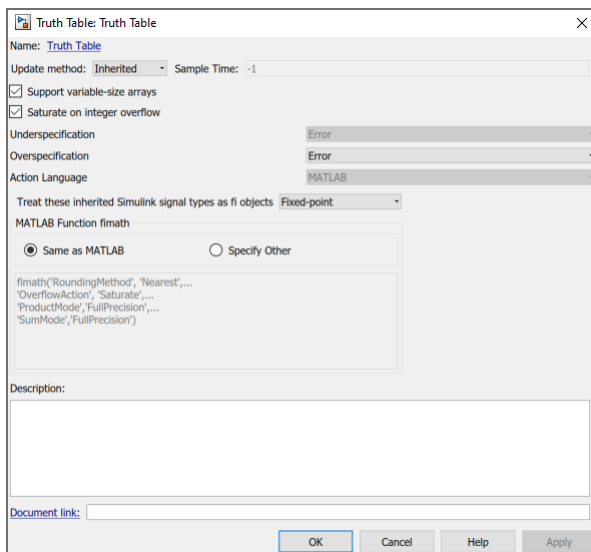 Truth Table: Truth Table
Name: Truth Table
Update method: Inherited Sample Time: -1
Support variable-size arrays
Saturate on integer overflow
Underspecification Error
Overspecification Error
Action Language MATLAB
Treat these inherited Simulink signal types as fi objects Fixed-point
MATLAB Function fimath
Same as MATLAB Specify Other
fimath('RoundingMethod', 'Nearest',...
'OverflowAction', 'Saturate',...
'ProductMode','FullPrecision',...
'SumMode','FullPrecision')
Description:
Document link:
OK Cancel Help Apply